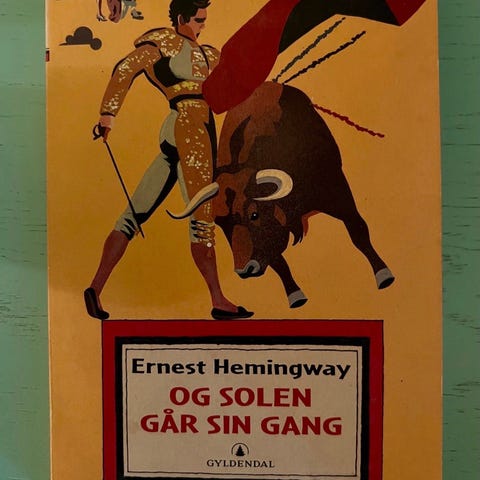 Ernest Hemingway
OG SOLEN
GÅR SIN GANG
GYLDENDAL